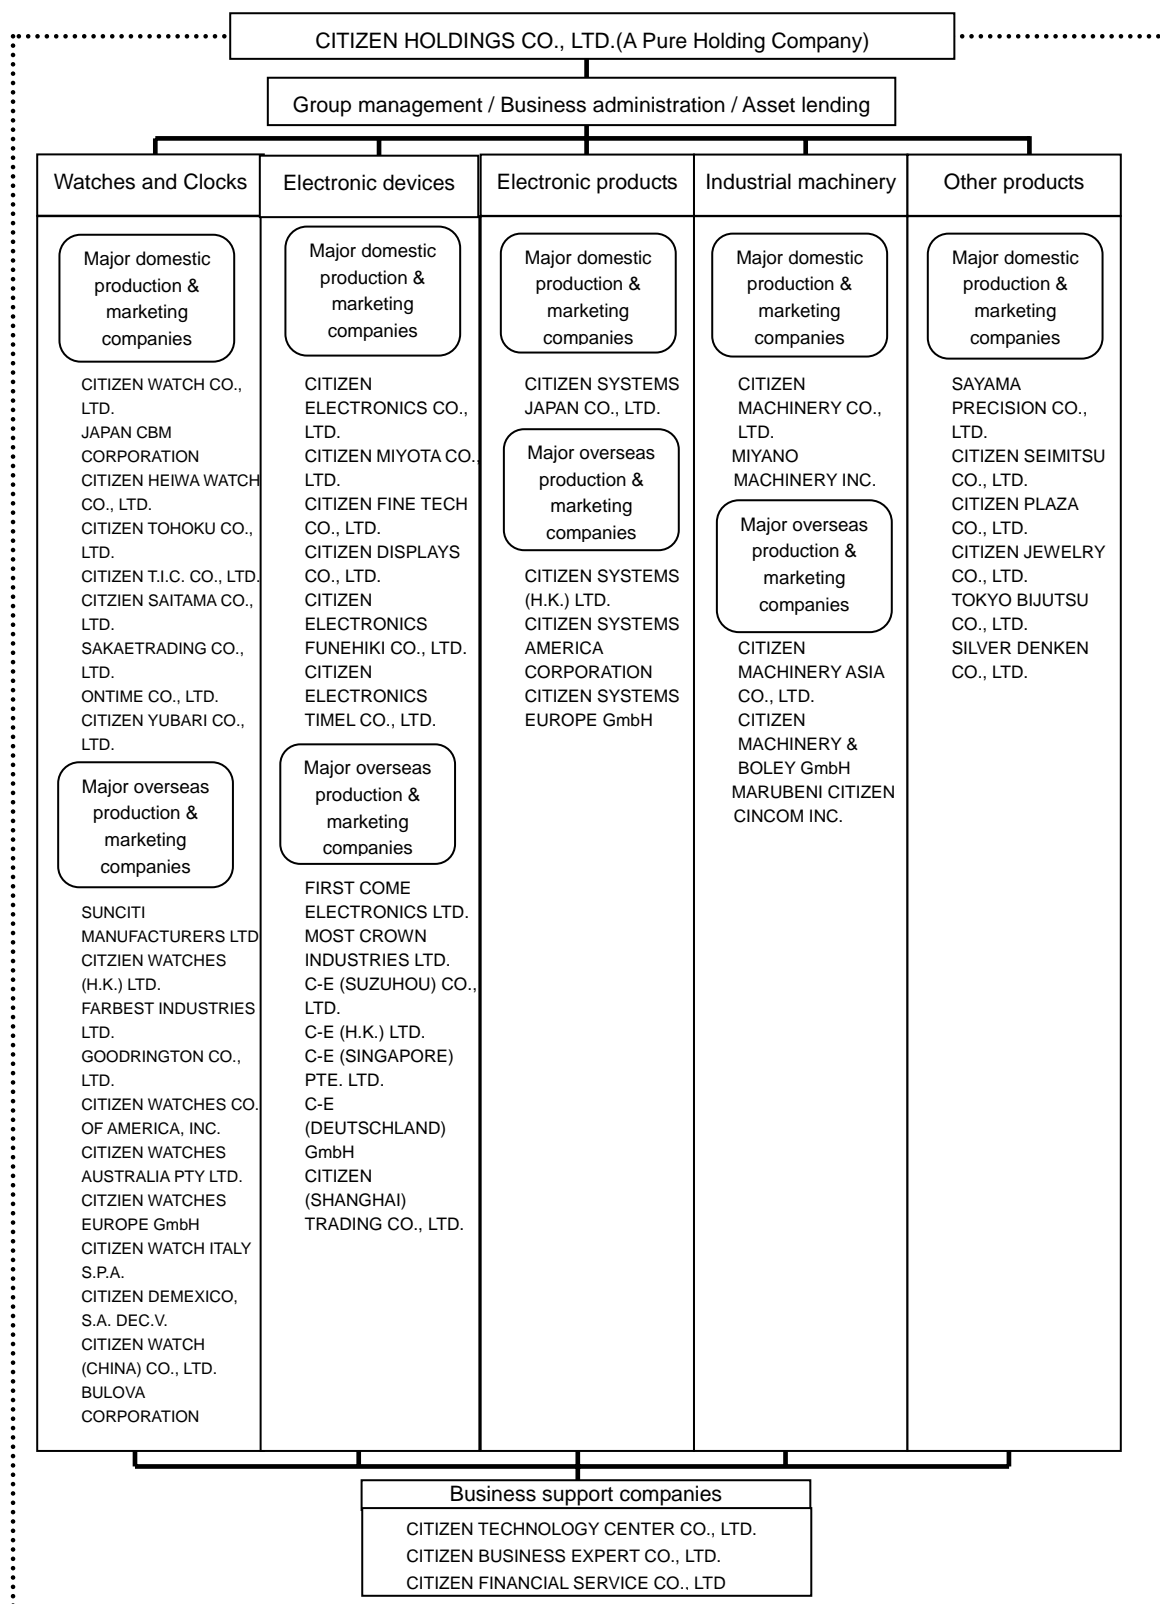 CITIZEN HOLDINGS CO., LTD.(A Pure Holding Company)
Group management / Business administration / Asset lending
Watches and Clocks
Major domestic
production &
marketing
companies
CITIZEN WATCH CO.,
LTD.
JAPAN CBM
CORPORATION
CITIZEN HEIWA WATCH
CO., LTD.
CITIZEN TOHOKU CO.,
LTD.
CITIZEN T.I.C. CO., LTD.
CITZIEN SAITAMA CO.,
LTD.
SAKAETRADING CO.,
LTD.
ONTIME CO., LTD.
CITIZEN YUBARI CO.,
LTD.
Major overseas
production &
marketing
companies
SUNCITI
MANUFACTURERS LTD
CITZIEN WATCHES
(H.K.) LTD.
FARBEST INDUSTRIES
LTD.
GOODRINGTON CO.,
LTD.
CITIZEN WATCHES CO.
OF AMERICA, INC.
CITIZEN WATCHES
AUSTRALIA PTY LTD.
CITZIEN WATCHES
EUROPE GmbH
CITIZEN WATCH ITALY
S.P.A.
CITIZEN DEMEXICO,
S.A. DEC.V.
CITIZEN WATCH
(CHINA) CO., LTD.
BULOVA
CORPORATION
Electronic devices
Major domestic
production &
marketing
companies
CITIZEN
ELECTRONICS CO.,
LTD.
CITIZEN MIYOTA CO.,
LTD.
CITIZEN FINE TECH
CO., LTD.
CITIZEN DISPLAYS
CO., LTD.
CITIZEN
ELECTRONICS
FUNEHIKI CO., LTD.
CITIZEN
ELECTRONICS
TIMEL CO., LTD.
Major overseas
production &
marketing
companies
FIRST COME
ELECTRONICS LTD.
MOST CROWN
INDUSTRIES LTD.
C-E (SUZUHOU) CO.,
LTD.
C-E (H.K.) LTD.
C-E (SINGAPORE)
PTE. LTD.
C-E
(DEUTSCHLAND)
GmbH
CITIZEN
(SHANGHAI)
TRADING CO., LTD.
Electronic products
Major domestic
production &
marketing
companies
CITIZEN SYSTEMS
JAPAN CO., LTD.
Major overseas
production &
marketing
companies
CITIZEN SYSTEMS
(H.K.) LTD.
CITIZEN SYSTEMS
AMERICA
CORPORATION
CITIZEN SYSTEMS
EUROPE GmbH
Industrial machinery
Major domestic
production &
marketing
companies
CITIZEN
MACHINERY CO.,
LTD.
MIYANO
MACHINERY INC.
Major overseas
production &
marketing
companies
CITIZEN
MACHINERY ASIA
CO., LTD.
CITIZEN
MACHINERY &
BOLEY GmbH
MARUBENI CITIZEN
CINCOM INC.
Other products
Major domestic
production &
marketing
companies
SAYAMA
PRECISION CO.,
LTD.
CITIZEN SEIMITSU
CO., LTD.
CITIZEN PLAZA
CO., LTD.
CITIZEN JEWELRY
CO., LTD.
TOKYO BIJUTSU
CO., LTD.
SILVER DENKEN
CO., LTD.
Business support companies
CITIZEN TECHNOLOGY CENTER CO., LTD.
CITIZEN BUSINESS EXPERT CO., LTD.
CITIZEN FINANCIAL SERVICE CO., LTD